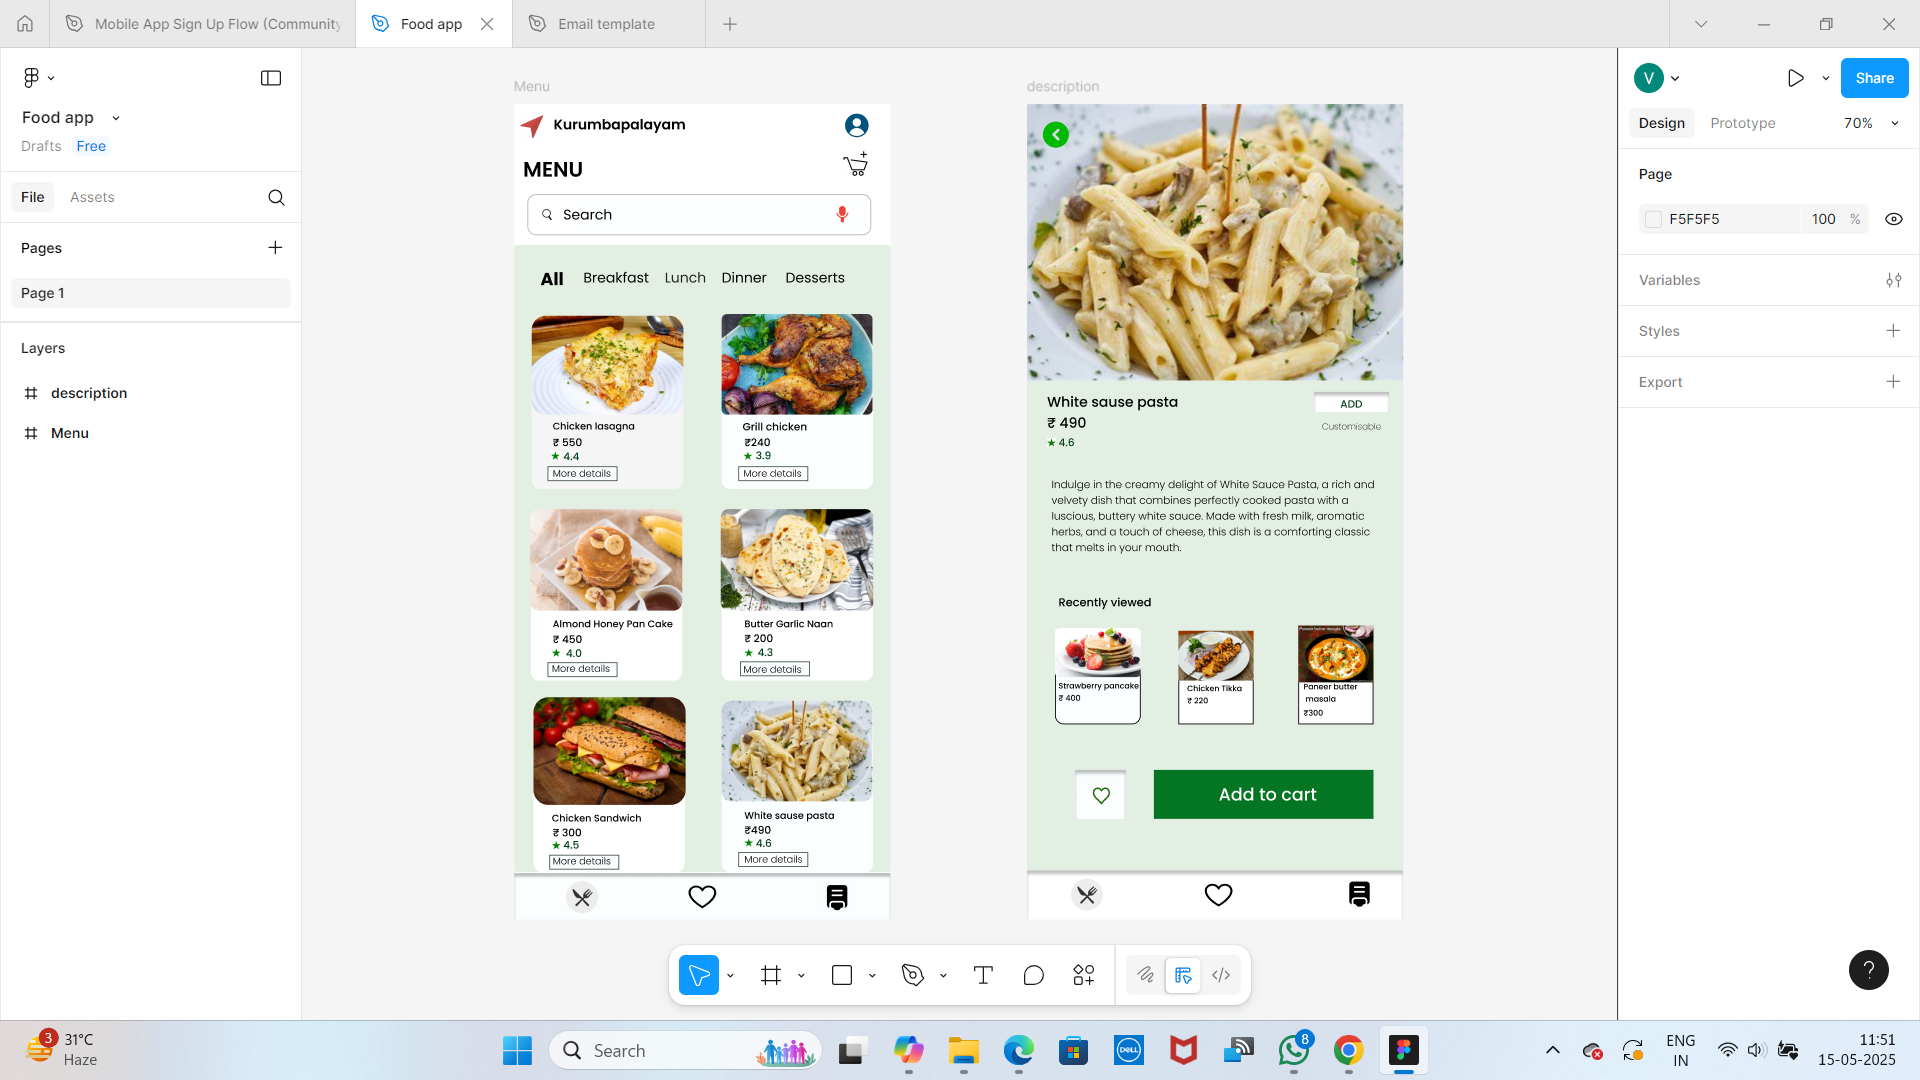 Mobile App Sign Up Flow (Community
Food app
Email template
V
Share
Food app
Drafts
Free
Design
Prototype
70%
Page
File
Assets
F5F5F5
100
%
Pages
Page 1
Variables
Styles
Export
Layers
description
Menu
Menu
Kurumbapalayam
MENU
Search
All
Breakfast
Lunch
Dinner
Desserts
Chicken lasagna
₹ 550
4.4
More details
Grill chicken
₹240
3.9
More details
Almond Honey Pan Cake
₹ 450
4.0
More details
Butter Garlic Naan
₹ 200
4.3
More details
Chicken Sandwich
₹ 300
4.5
More details
White sause pasta
₹490
4.6
More details
description
White sause pasta
₹ 490
4.6
ADD
Customisable
Indulge in the creamy delight of White Sauce Pasta, a rich and
velvety dish that combines perfectly cooked pasta with a
luscious, buttery white sauce. Made with fresh milk, aromatic
herbs, and a touch of cheese, this dish is a comforting classic
that melts in your mouth.
Recently viewed
Strawberry pancake
₹ 400
Chicken Tikka
₹ 220
Paneer butter masala
Paneer butter
masala
₹300
Add to cart
?
3
31°C
Haze
Search
DELL
8
ENG
IN
11:51
15-05-2025